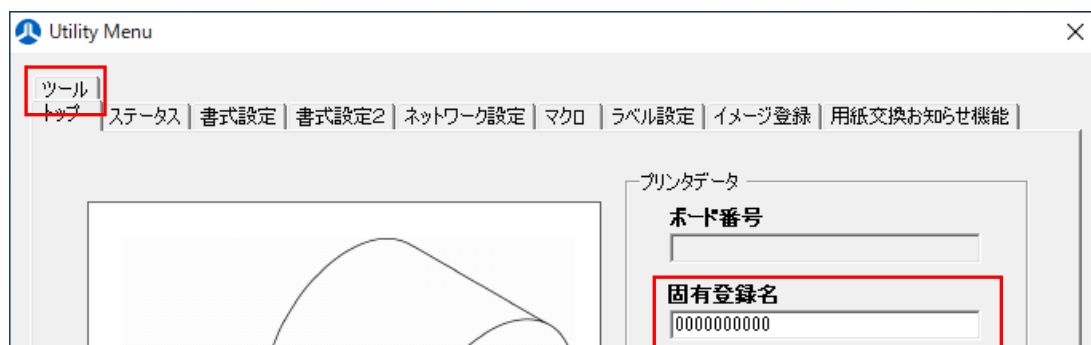 Utility Menu
ツール
トップ ステータス 書式設定 書式設定2 ネットワーク設定 マクロ ラベル設定 イメージ登録 用紙交換お知らせ機能
プリンタデータ
ボード番号
固有登録名
0000000000